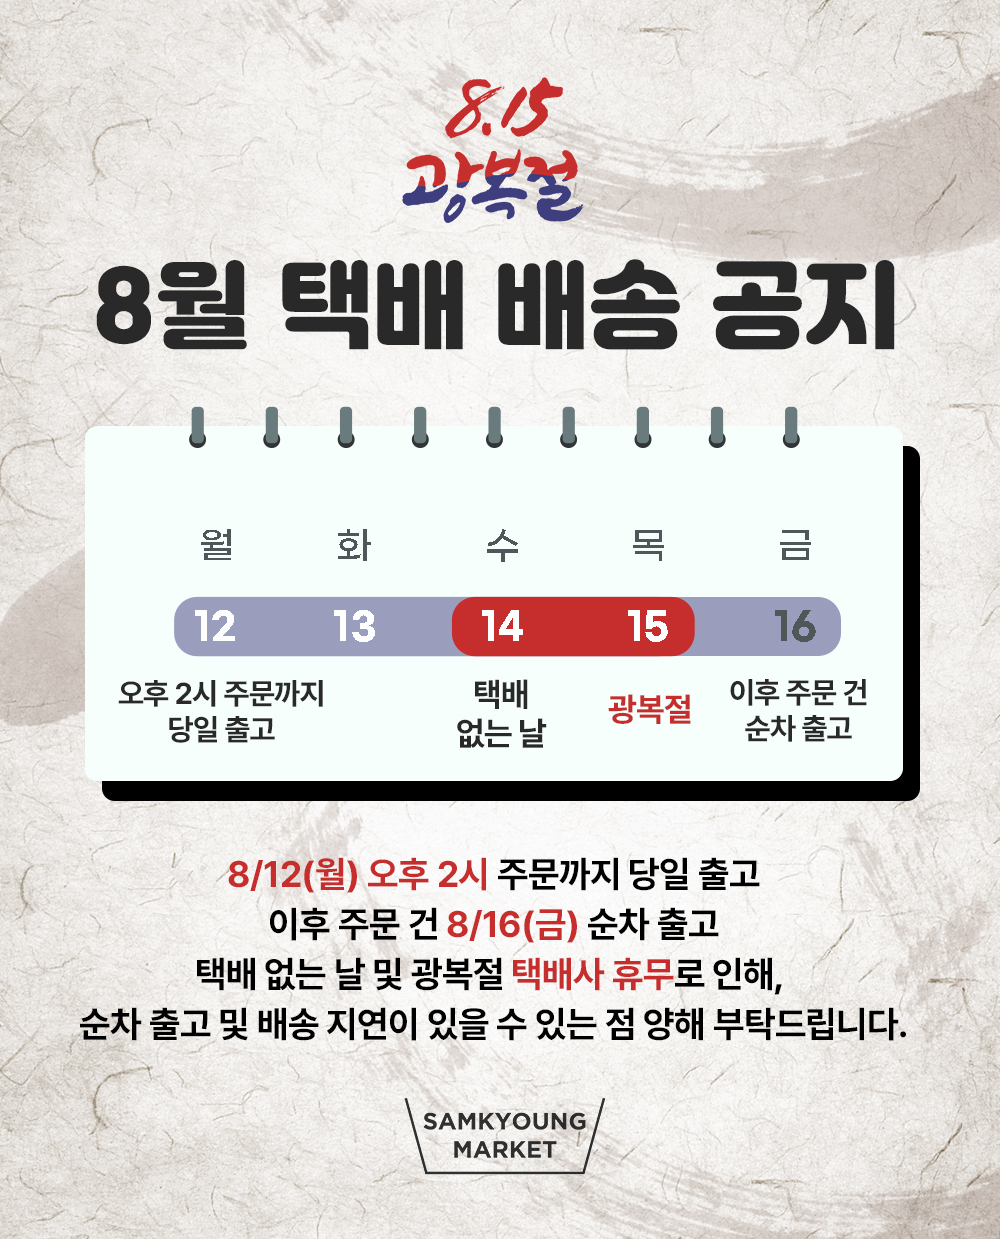 8.15
광복절
8월 택배 배송 공지
월 화 수 목 금
12 13 14 15 16
오후 2시 주문까지
당일 출고
택배
없는 날
광복절
이후 주문 건
순차 출고
8/12(월) 오후 2시 주문까지 당일 출고
이후 주문 건 8/16(금) 순차 출고
택배 없는 날 및 광복절 택배사 휴무로 인해,
순차 출고 및 배송 지연이 있을 수 있는 점 양해 부탁드립니다.
SAMKYOUNG
MARKET